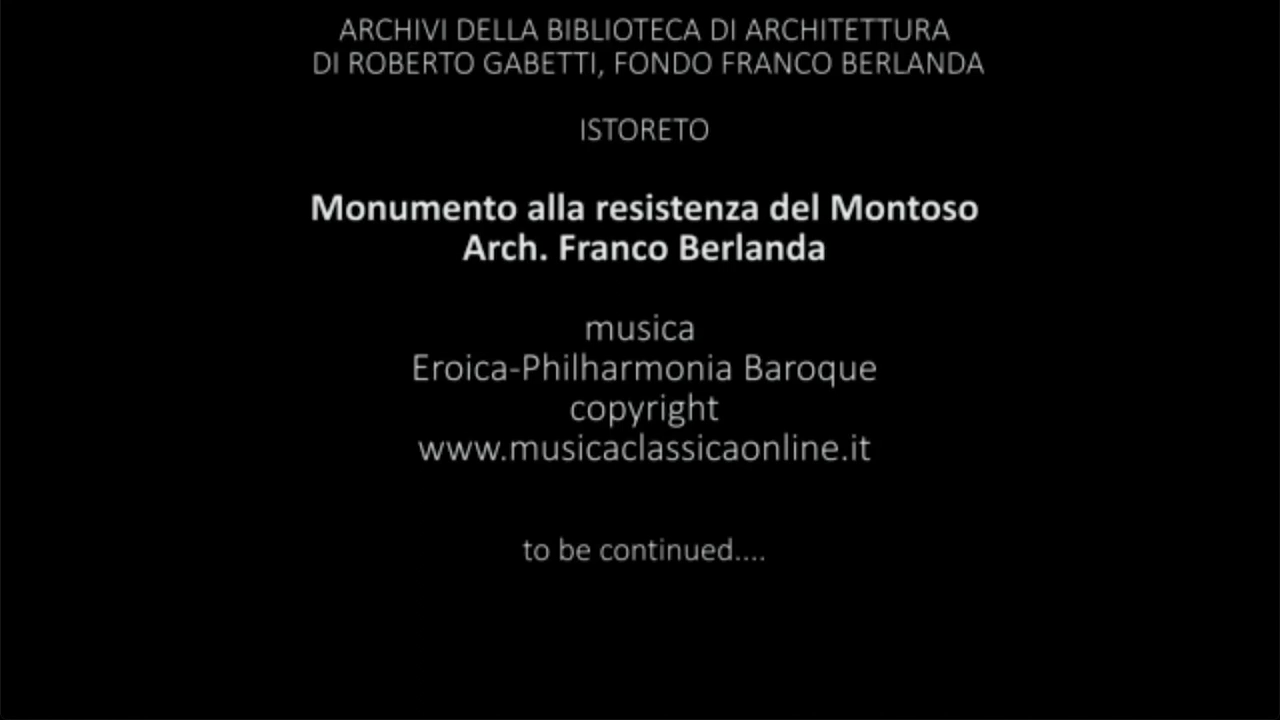 ARCHIVI DELLA BIBLIOTECA DI ARCHITETTURA
DI ROBERTO GABETTI, FONDO FRANCO BERLANDA
ISTORETO
Monumento alla resistenza del Montoso
Arch. Franco Berlanda
musica
Eroica-Philharmonia Baroque
copyright
www.musicaclassicaonline.it
to be continued....